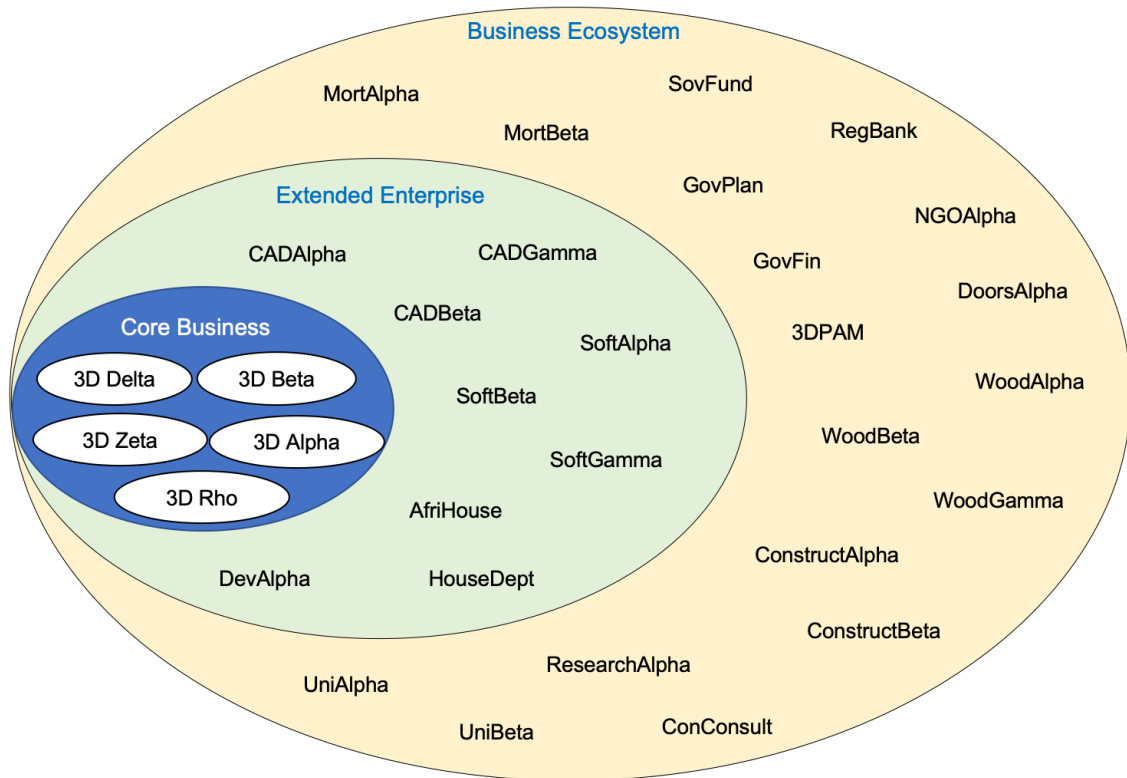 Business Ecosystem
MortAlpha
SovFund
MortBeta
RegBank
GovPlan
NGOAlpha
GovFin
DoorsAlpha
3DPAM
WoodAlpha
WoodBeta
WoodGamma
ConstructAlpha
ConstructBeta
ResearchAlpha
UniAlpha
UniBeta
ConConsult
Extended Enterprise
CADAlpha
CADGamma
CADBeta
SoftAlpha
SoftBeta
SoftGamma
AfriHouse
DevAlpha
HouseDept
Core Business
3D Delta
3D Beta
3D Zeta
3D Alpha
3D Rho